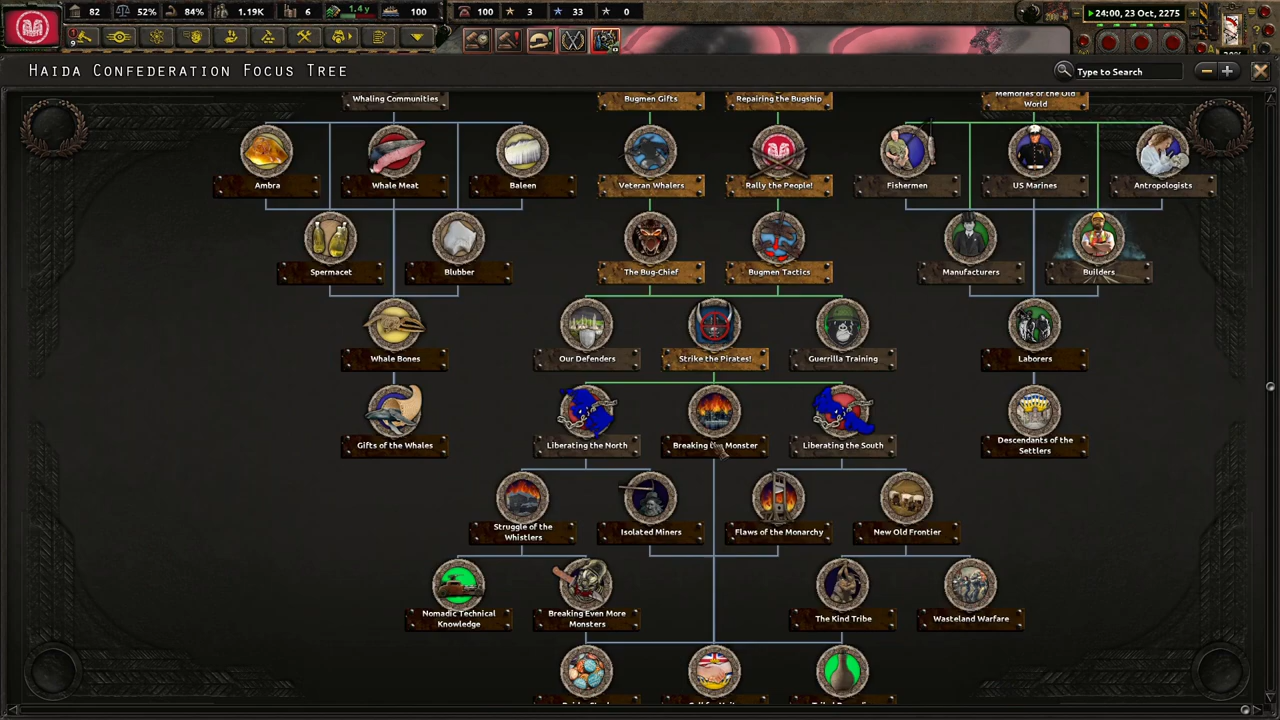 82 52% 84% 1.19K 6 1.4 y 100 100 3 33 0 24:00, 23 Oct, 2275
9
Haida Confederation Focus Tree
Type to Search
Whaling Communities Bugmen Gifts Repairing the Bugship Memories of the Old
World
Ambra Whale Meat Baleen Veteran Whalers Rally the People! Fishermen US Marines Antropologists
Spermacet Blubber The Bug-Chief Bugmen Tactics Manufacturers Builders
Whale Bones Our Defenders Strike the Pirates! Guerrilla Training Laborers
Gifts of the Whales Liberating the North Breaking the Monster Liberating the South Descendants of the
Settlers
Struggle of the
Whistlers Isolated Miners Flaws of the Monarchy New Old Frontier
Nomadic Technical
Knowledge Breaking Even More
Monsters The Kind Tribe Wasteland Warfare